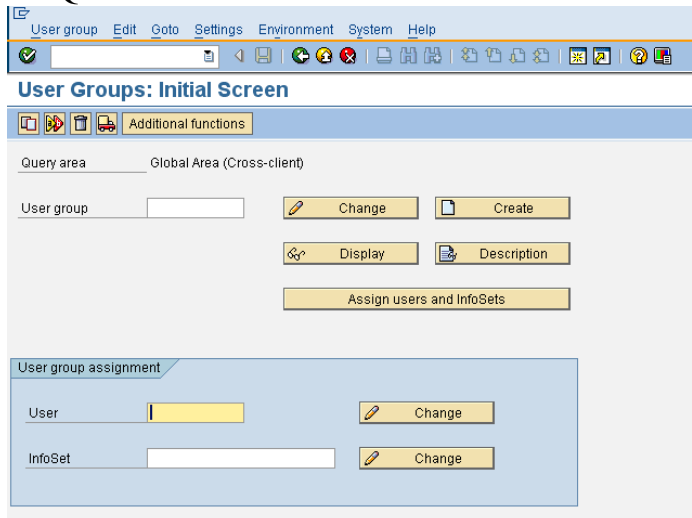 User group Edit Goto Settings Environment System Help
User Groups: Initial Screen
Additional functions
Query area Global Area (Cross-client)
User group Change Create
Display Description
Assign users and InfoSets
User group assignment
User Change
InfoSet Change